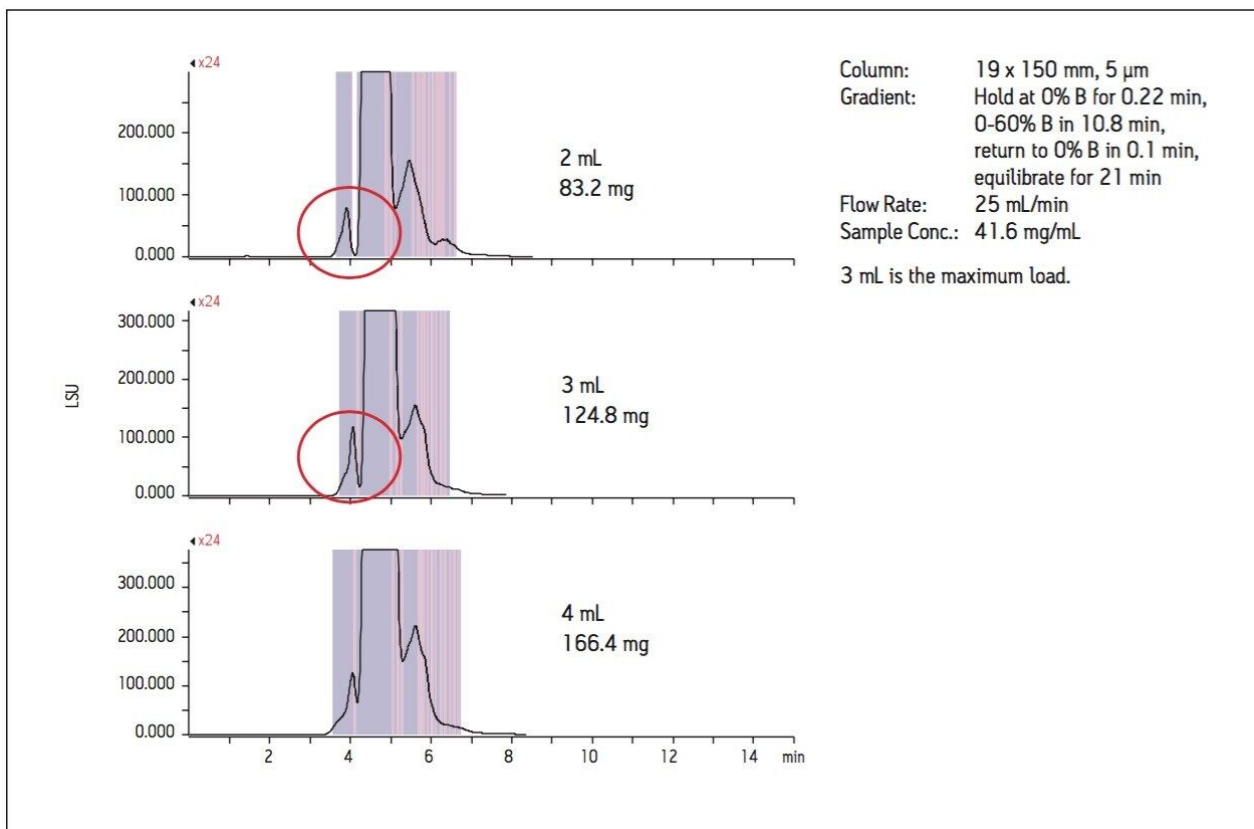 ◂x24
200.000
100.000
0.000
2 mL
83.2 mg
◂x24
300.000
200.000
100.000
0.000
3 mL
124.8 mg
LSU
◂x24
300.000
200.000
100.000
0.000
4 mL
166.4 mg
2 4 6 8 10 12 14 min
Column: 19 x 150 mm, 5 µm
Gradient: Hold at 0% B for 0.22 min,
0-60% B in 10.8 min,
return to 0% B in 0.1 min,
equilibrate for 21 min
Flow Rate: 25 mL/min
Sample Conc.: 41.6 mg/mL
3 mL is the maximum load.